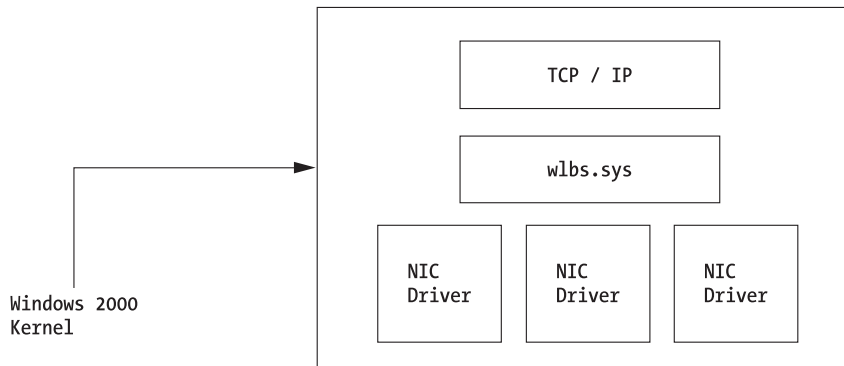 TCP / IP
wlbs.sys
NIC
Driver
NIC
Driver
NIC
Driver
Windows 2000
Kernel